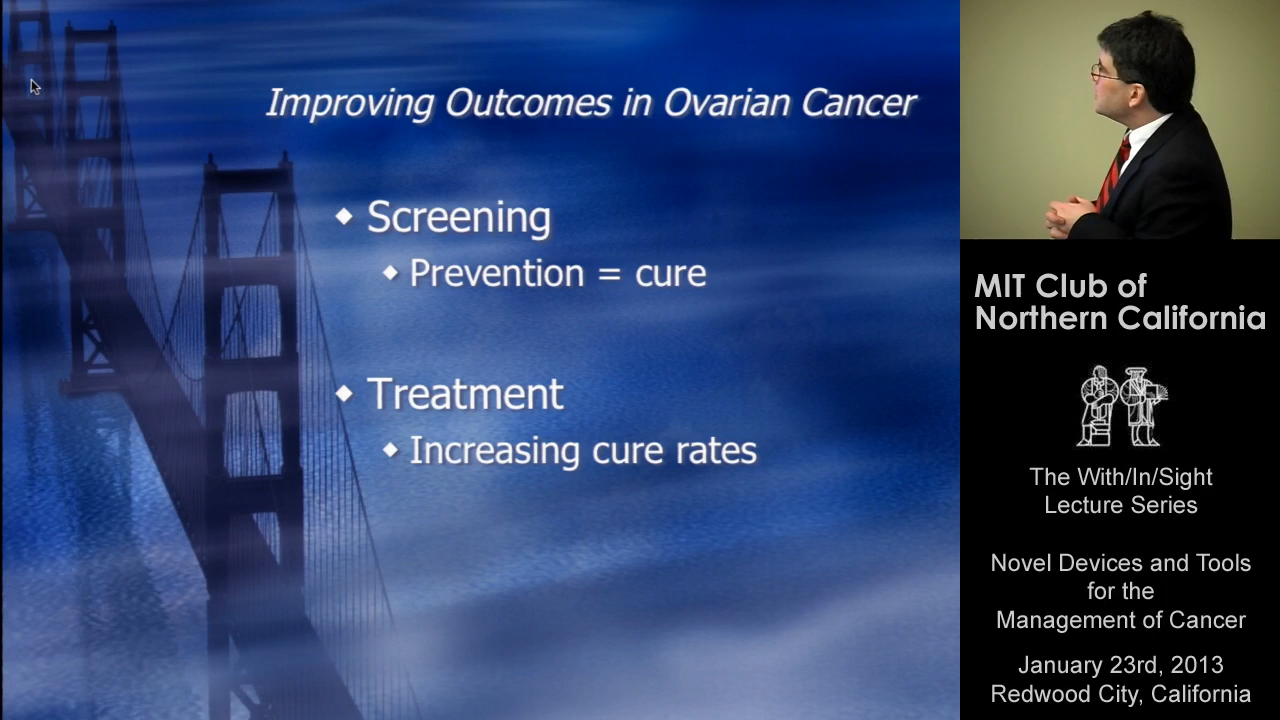 Improving Outcomes in Ovarian Cancer
Screening
Prevention = cure
Treatment
Increasing cure rates
MIT Club of
Northern California
The With/In/Sight
Lecture Series
Novel Devices and Tools
for the
Management of Cancer
January 23rd, 2013
Redwood City, California